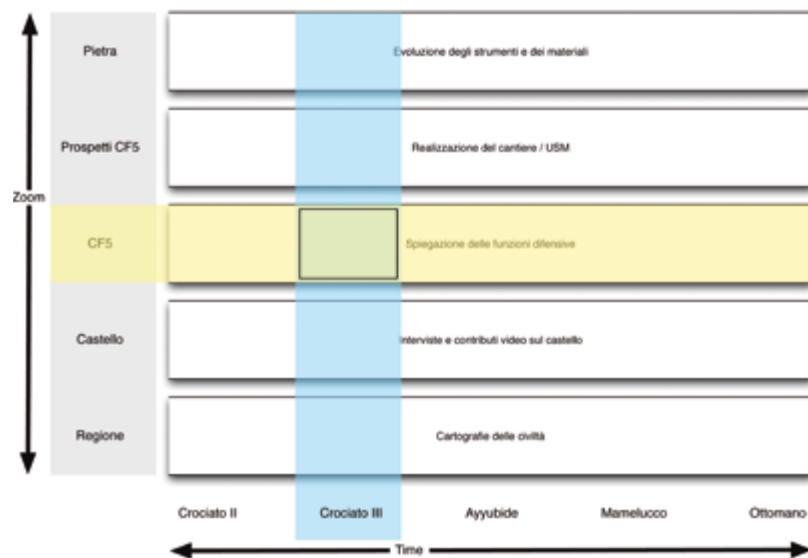 Pietra
Evoluzione degli strumenti e dei materiali
Prospetti CF5
Realizzazione del cantiere / USM
Zoom
CF5
Spiegazione delle funzioni difensive
Castello
Interviste e contributi video sul castello
Regione
Cartografie delle civiltà
Crociato II
Crociato III
Ayyubide
Mamelucco
Ottomano
Time